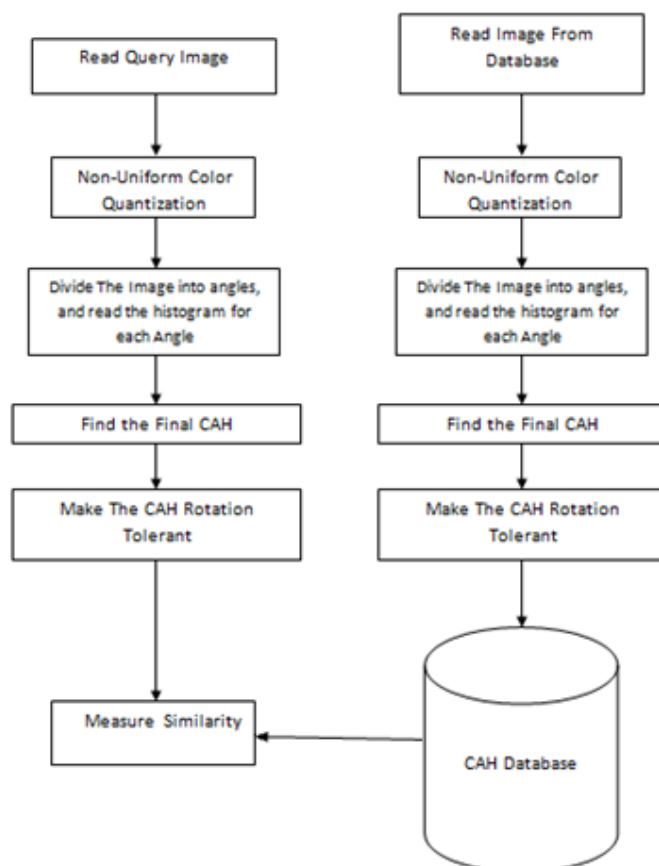 Read Query Image
Non-Uniform Color
Quantization
Divide The Image into angles,
and read the histogram for
each Angle
Find the Final CAH
Make The CAH Rotation
Tolerant
Measure Similarity
Read Image From
Database
Non-Uniform Color
Quantization
Divide The Image into angles,
and read the histogram for
each Angle
Find the Final CAH
Make The CAH Rotation
Tolerant
CAH Database